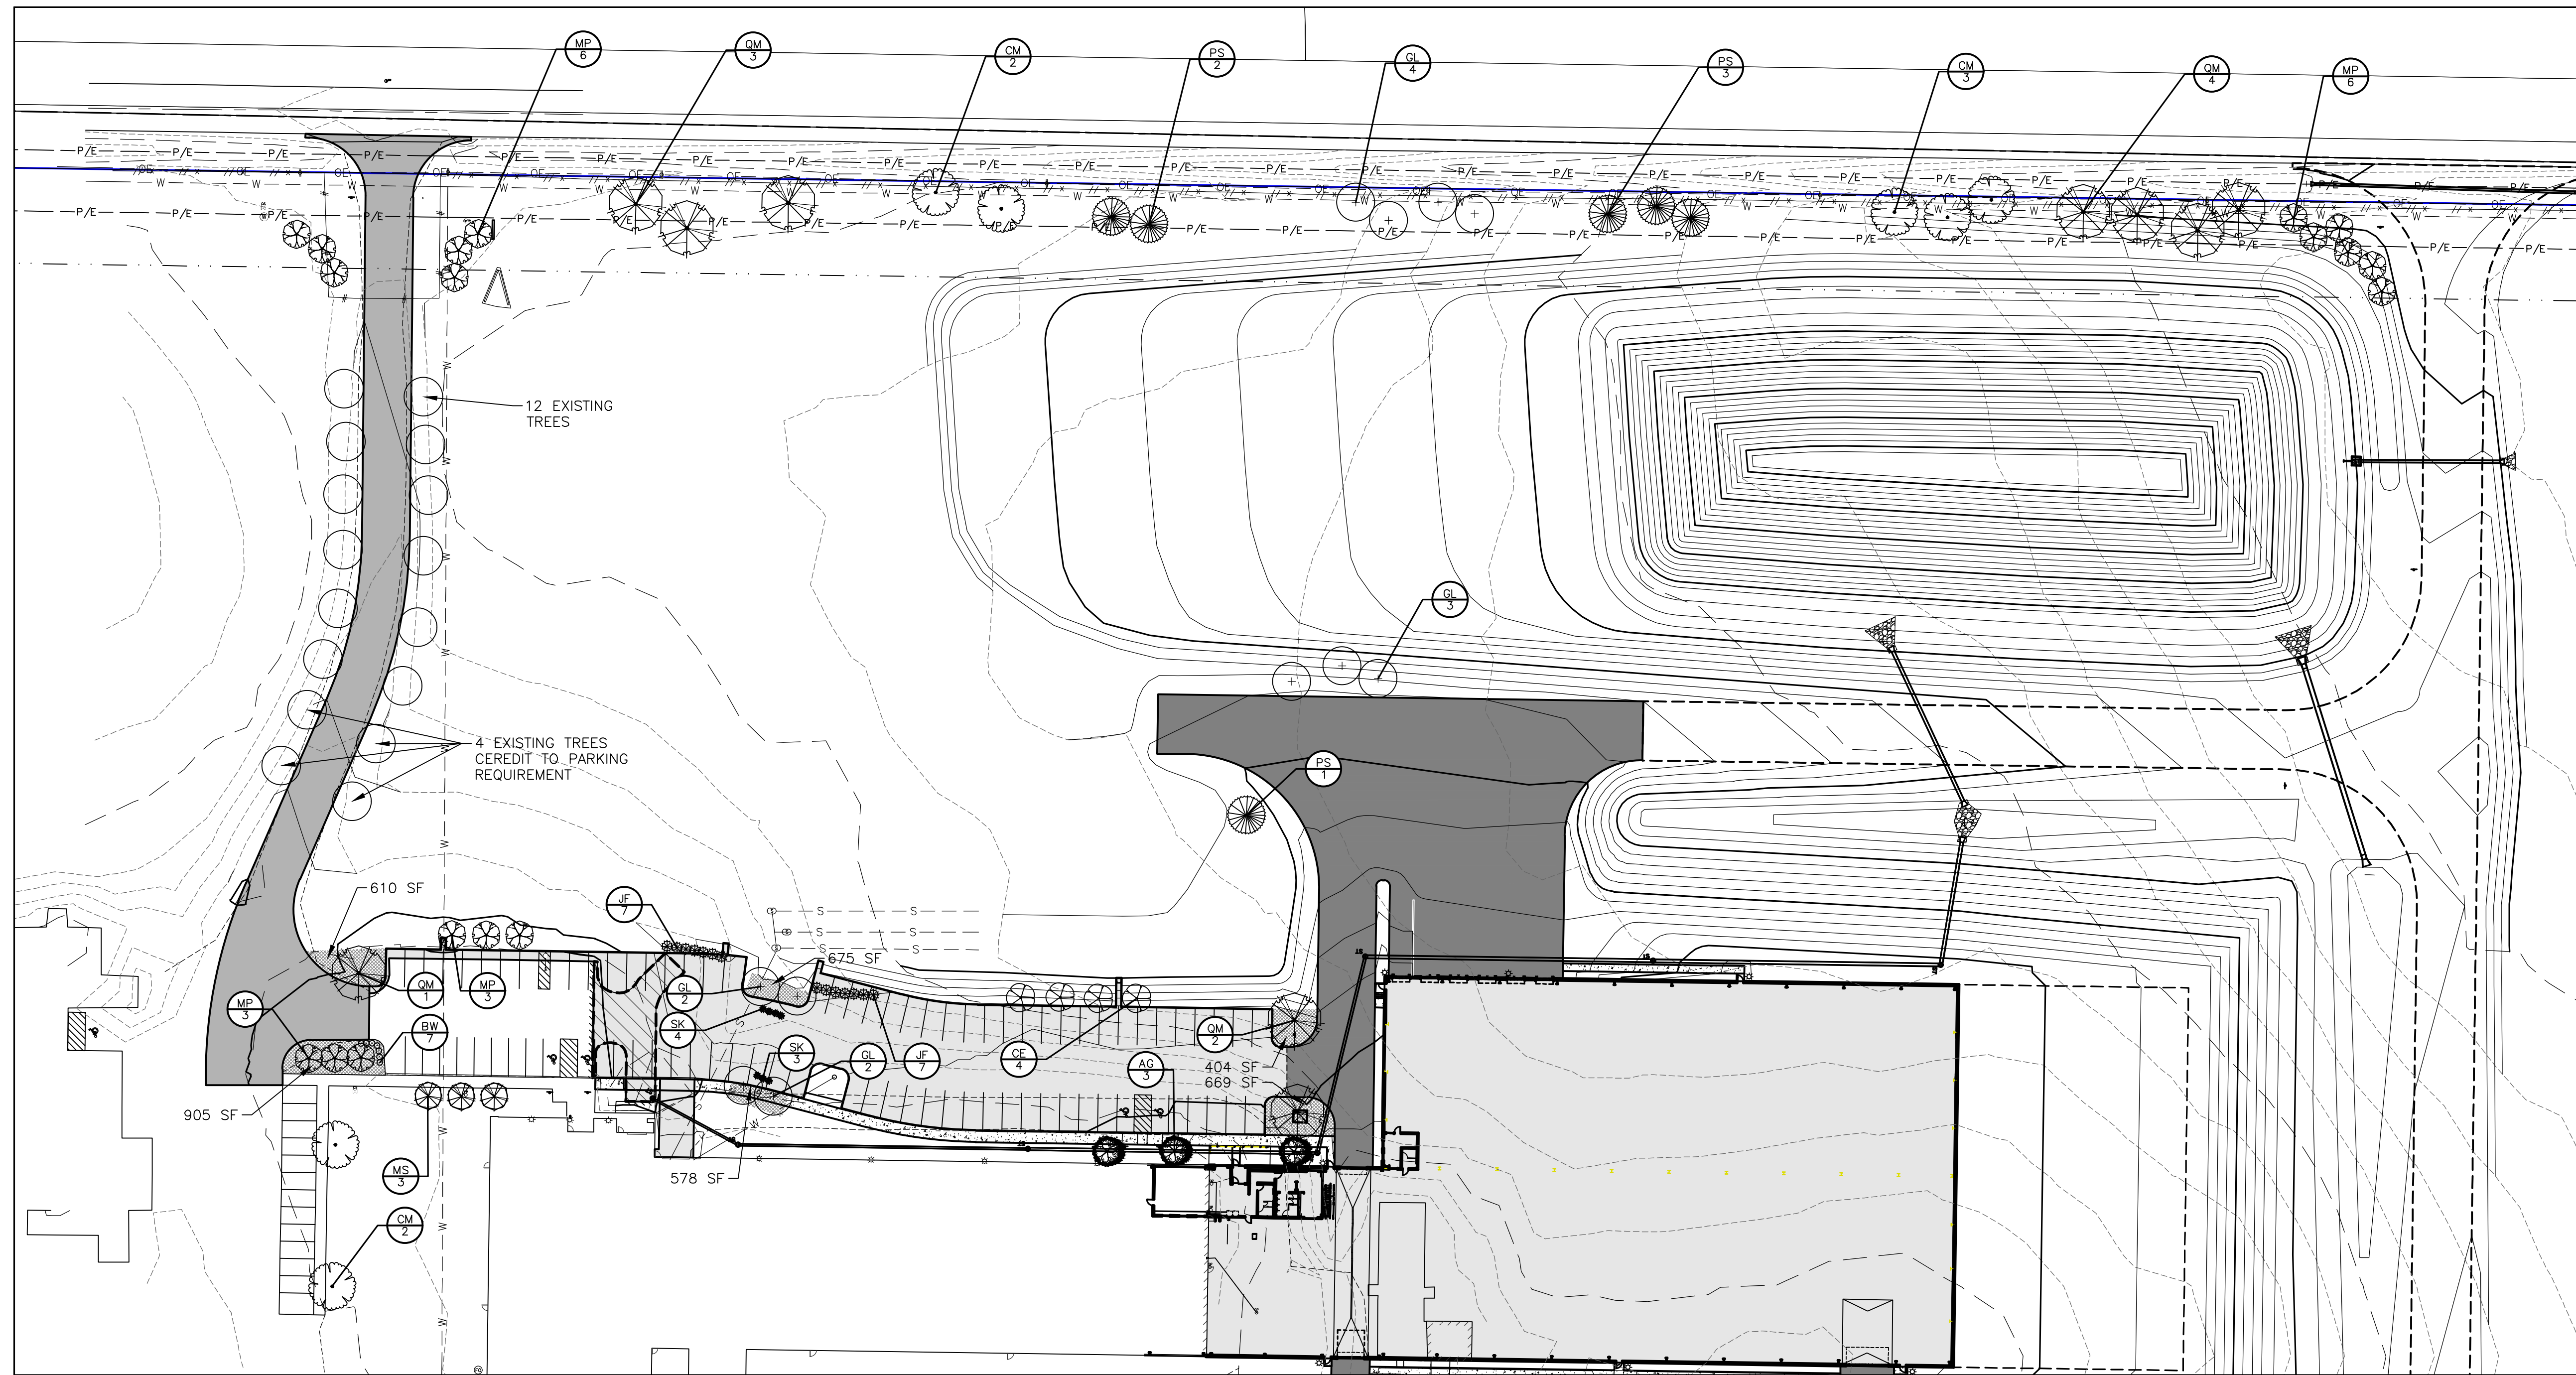 MP
6
QM
3
CM
2
PS
2
GL
4
PS
3
CM
3
QM
4
MP
6
12 EXISTING
TREES
GL
3
4 EXISTING TREES
CEREDIT TO PARKING
REQUIREMENT
PS
1
610 SF
JF
7
675 SF
GL
2
QM
1
MP
3
MP
3
BW
7
SK
4
SK
3
GL
2
JF
7
CE
4
QM
2
AG
3
404 SF
669 SF
905 SF
578 SF
MS
3
CM
2
P/E
OE
W
S
ST